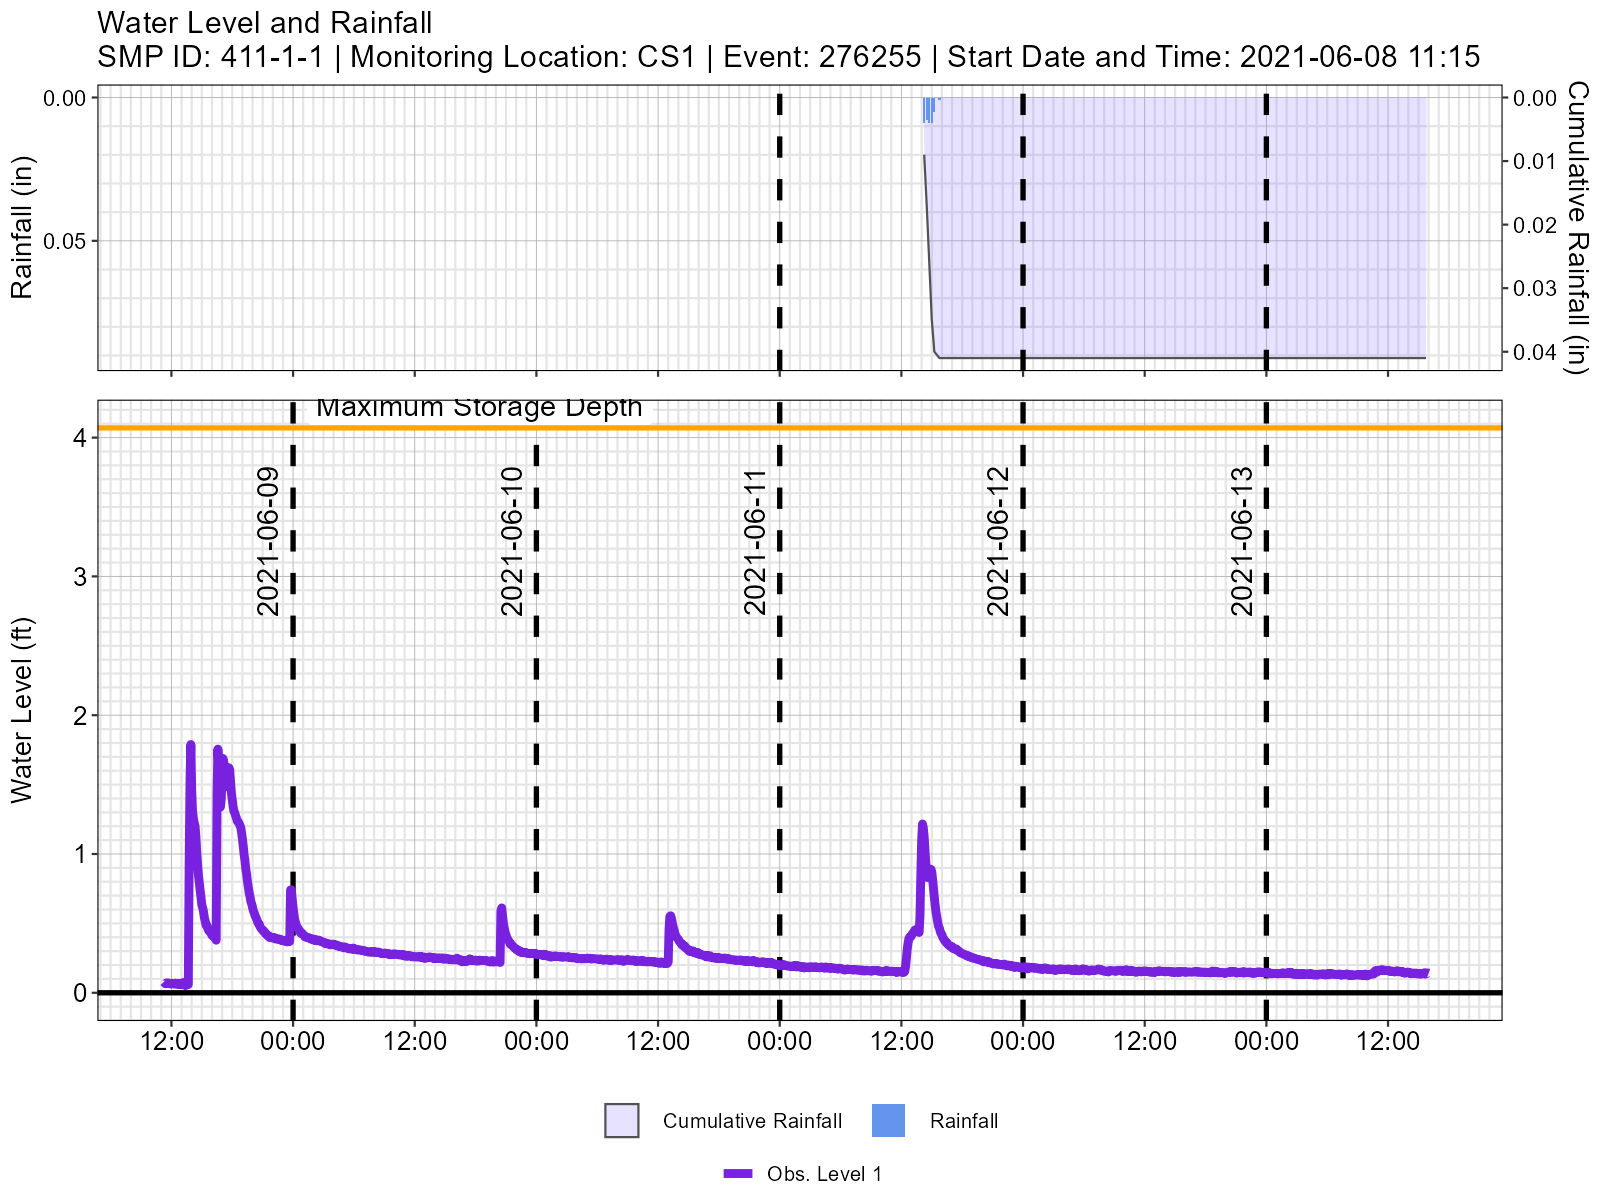 Water Level and Rainfall
SMP ID: 411-1-1 | Monitoring Location: CS1 | Event: 276255 | Start Date and Time: 2021-06-08 11:15
Rainfall (in)
0.00
0.05
0.00
0.01
0.02
0.03
0.04
Cumulative Rainfall (in)
Maximum Storage Depth
Water Level (ft)
4
3
2
1
0
2021-06-09
2021-06-10
2021-06-11
2021-06-12
2021-06-13
12:00 00:00 12:00 00:00 12:00 00:00 12:00 00:00 12:00 00:00 12:00
Cumulative Rainfall
Rainfall
Obs. Level 1